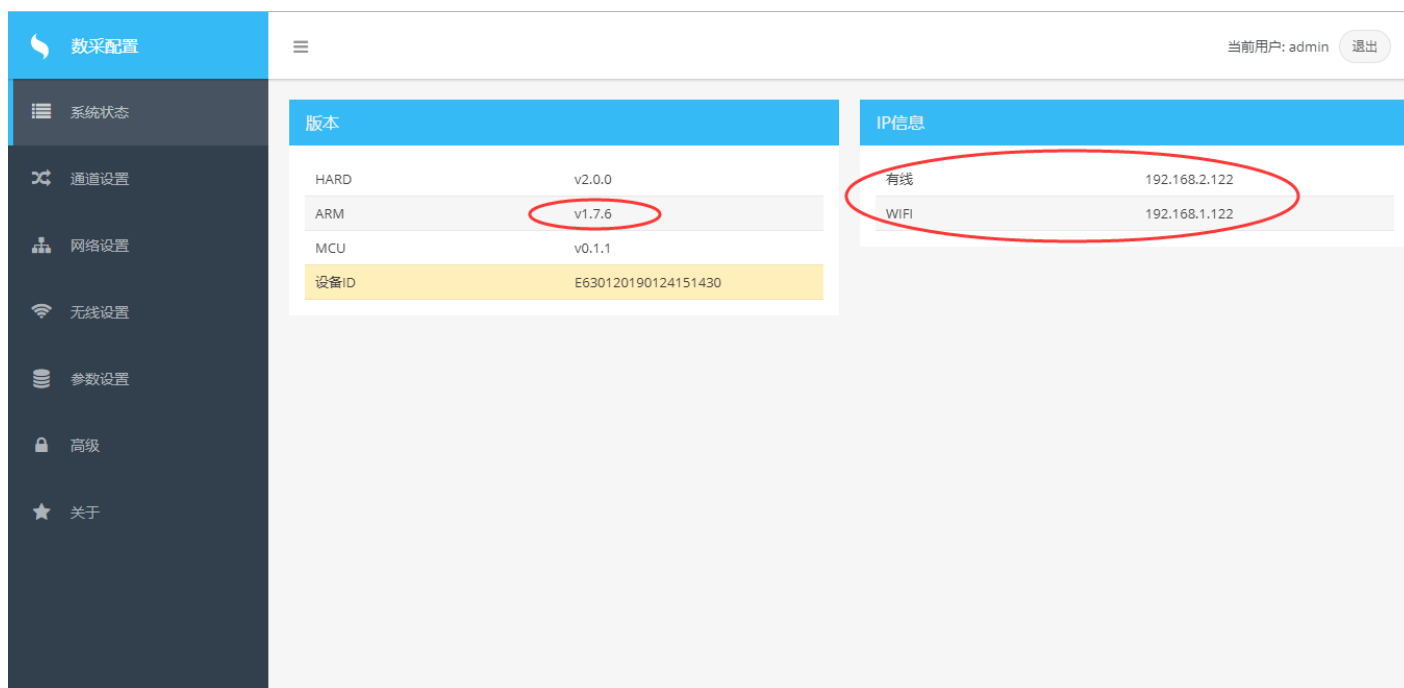 数采配置
当前用户: admin 退出
系统状态
通道设置
网络设置
无线设置
参数设置
高级
关于
版本
HARD v2.0.0
ARM v1.7.6
MCU v0.1.1
设备ID E630120190124151430
IP信息
有线 192.168.2.122
WIFI 192.168.1.122